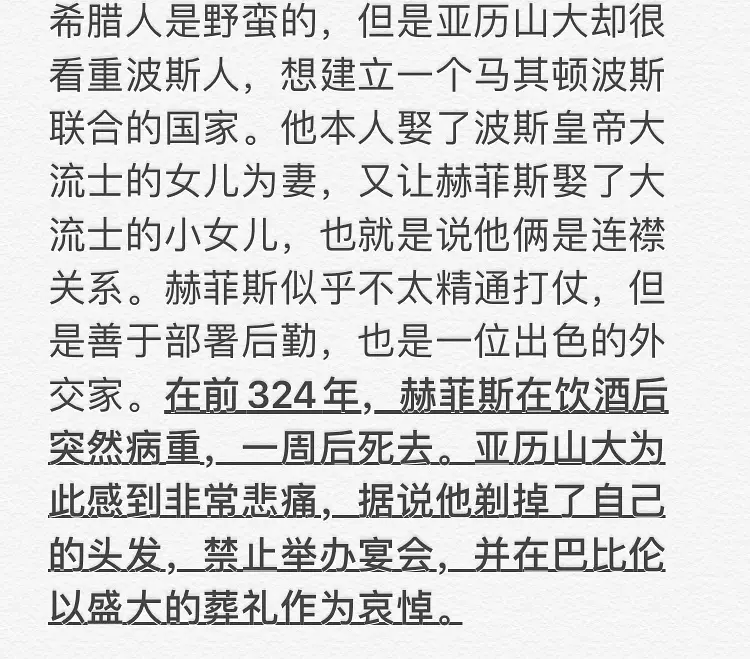 希腊人是野蛮的，但是亚历山大却很
看重波斯人，想建立一个马其顿波斯
联合的国家。他本人娶了波斯皇帝大
流士的女儿为妻，又让赫菲斯娶了大
流士的小女儿，也就是说他俩是连襟
关系。赫菲斯似乎不太精通打仗，但
是善于部署后勤，也是一位出色的外
交家。在前324年，赫菲斯在饮酒后
突然病重，一周后死去。亚历山大为
此感到非常悲痛，据说他剃掉了自己
的头发，禁止举办宴会，并在巴比伦
以盛大的葬礼作为哀悼。